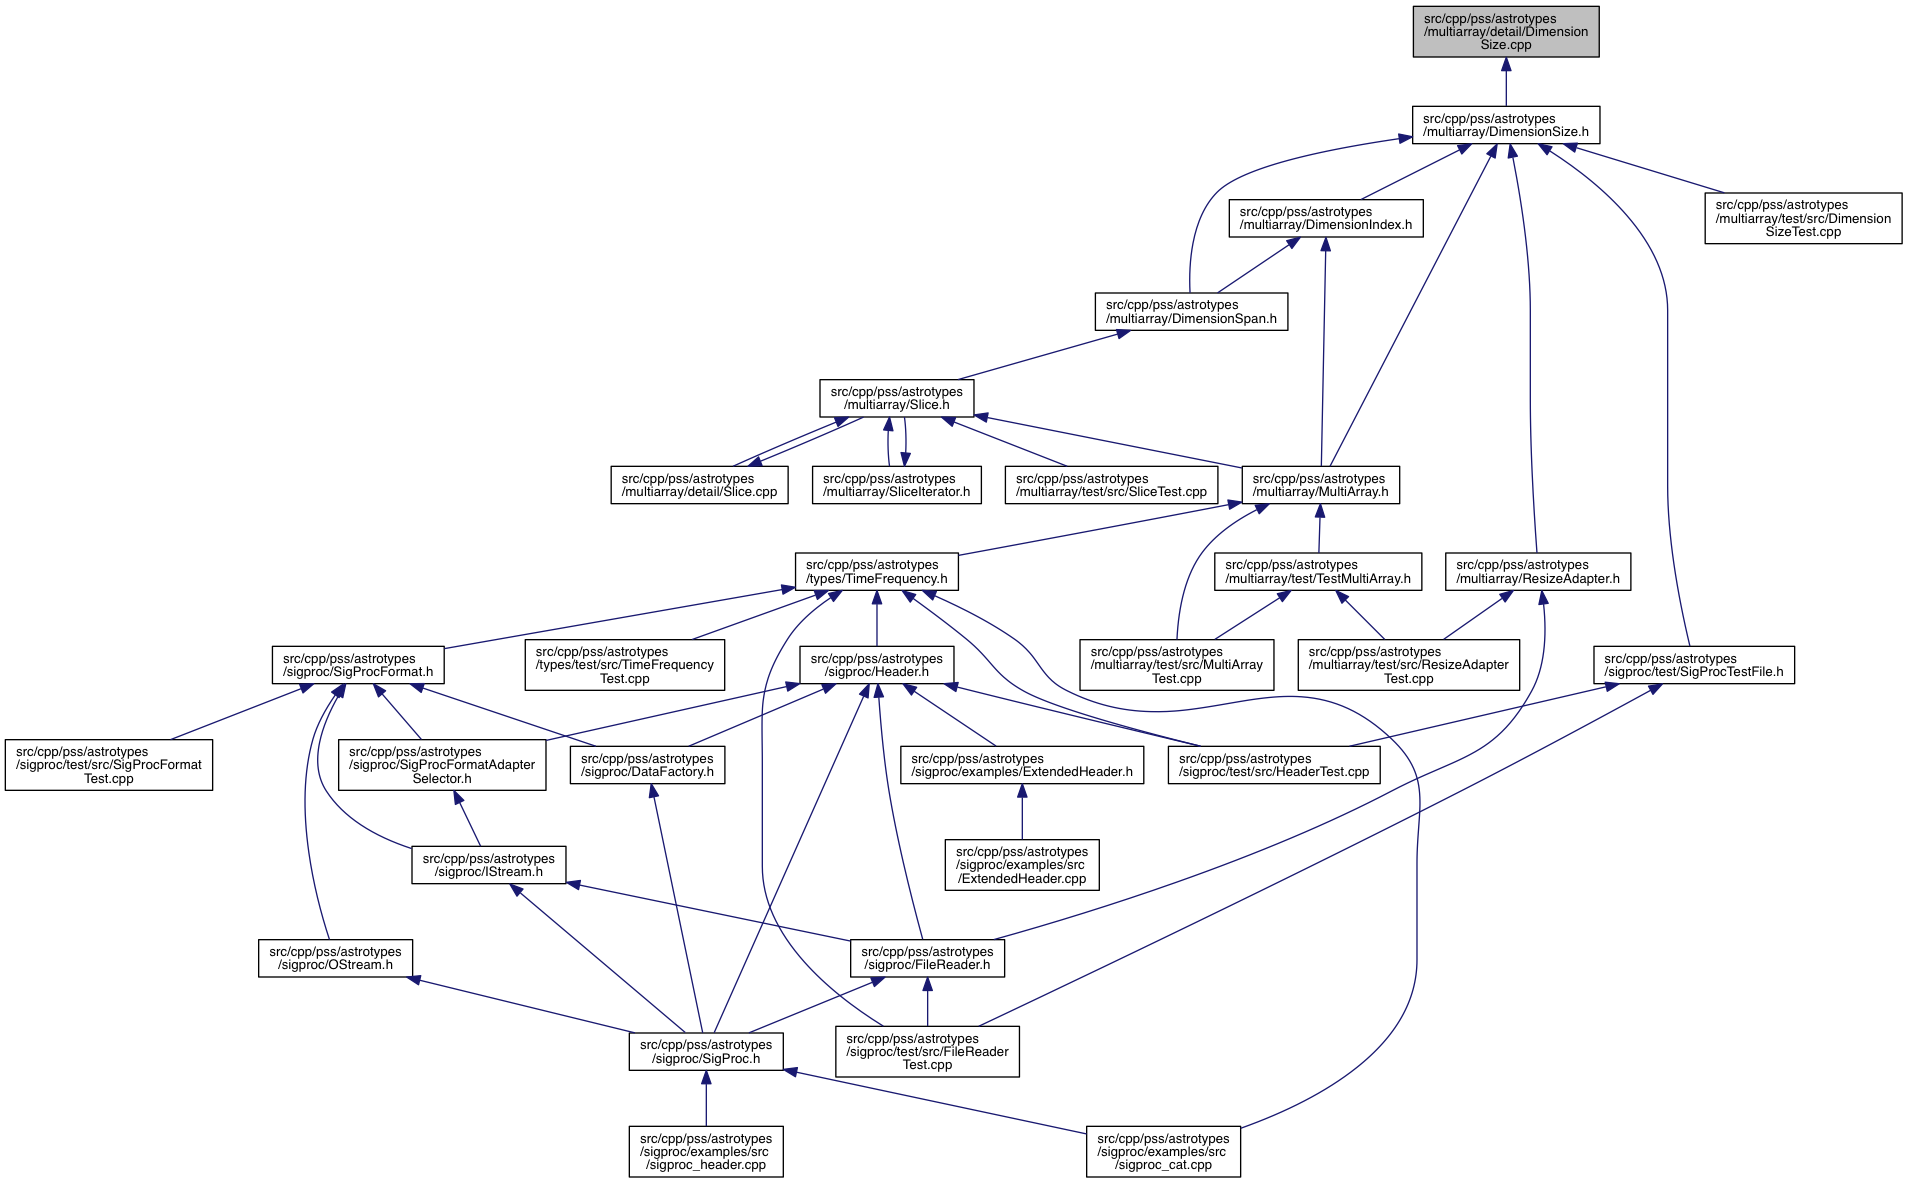 src/cpp/pss/astrotypes
/multiarray/detail/Dimension
Size.cpp
src/cpp/pss/astrotypes
/multiarray/DimensionSize.h
src/cpp/pss/astrotypes
/multiarray/DimensionIndex.h
src/cpp/pss/astrotypes
/multiarray/test/src/Dimension
SizeTest.cpp
src/cpp/pss/astrotypes
/multiarray/DimensionSpan.h
src/cpp/pss/astrotypes
/multiarray/Slice.h
src/cpp/pss/astrotypes
/multiarray/detail/Slice.cpp
src/cpp/pss/astrotypes
/multiarray/SliceIterator.h
src/cpp/pss/astrotypes
/multiarray/test/src/SliceTest.cpp
src/cpp/pss/astrotypes
/multiarray/MultiArray.h
src/cpp/pss/astrotypes
/types/TimeFrequency.h
src/cpp/pss/astrotypes
/multiarray/test/TestMultiArray.h
src/cpp/pss/astrotypes
/multiarray/ResizeAdapter.h
src/cpp/pss/astrotypes
/sigproc/SigProcFormat.h
src/cpp/pss/astrotypes
/types/test/src/TimeFrequency
Test.cpp
src/cpp/pss/astrotypes
/sigproc/Header.h
src/cpp/pss/astrotypes
/multiarray/test/src/MultiArray
Test.cpp
src/cpp/pss/astrotypes
/multiarray/test/src/ResizeAdapter
Test.cpp
src/cpp/pss/astrotypes
/sigproc/test/SigProcTestFile.h
src/cpp/pss/astrotypes
/sigproc/test/src/SigProcFormat
Test.cpp
src/cpp/pss/astrotypes
/sigproc/SigProcFormatAdapter
Selector.h
src/cpp/pss/astrotypes
/sigproc/DataFactory.h
src/cpp/pss/astrotypes
/sigproc/examples/ExtendedHeader.h
src/cpp/pss/astrotypes
/sigproc/test/src/HeaderTest.cpp
src/cpp/pss/astrotypes
/sigproc/IStream.h
src/cpp/pss/astrotypes
/sigproc/examples/src
/ExtendedHeader.cpp
src/cpp/pss/astrotypes
/sigproc/OStream.h
src/cpp/pss/astrotypes
/sigproc/FileReader.h
src/cpp/pss/astrotypes
/sigproc/SigProc.h
src/cpp/pss/astrotypes
/sigproc/test/src/FileReader
Test.cpp
src/cpp/pss/astrotypes
/sigproc/examples/src
/sigproc_header.cpp
src/cpp/pss/astrotypes
/sigproc/examples/src
/sigproc_cat.cpp